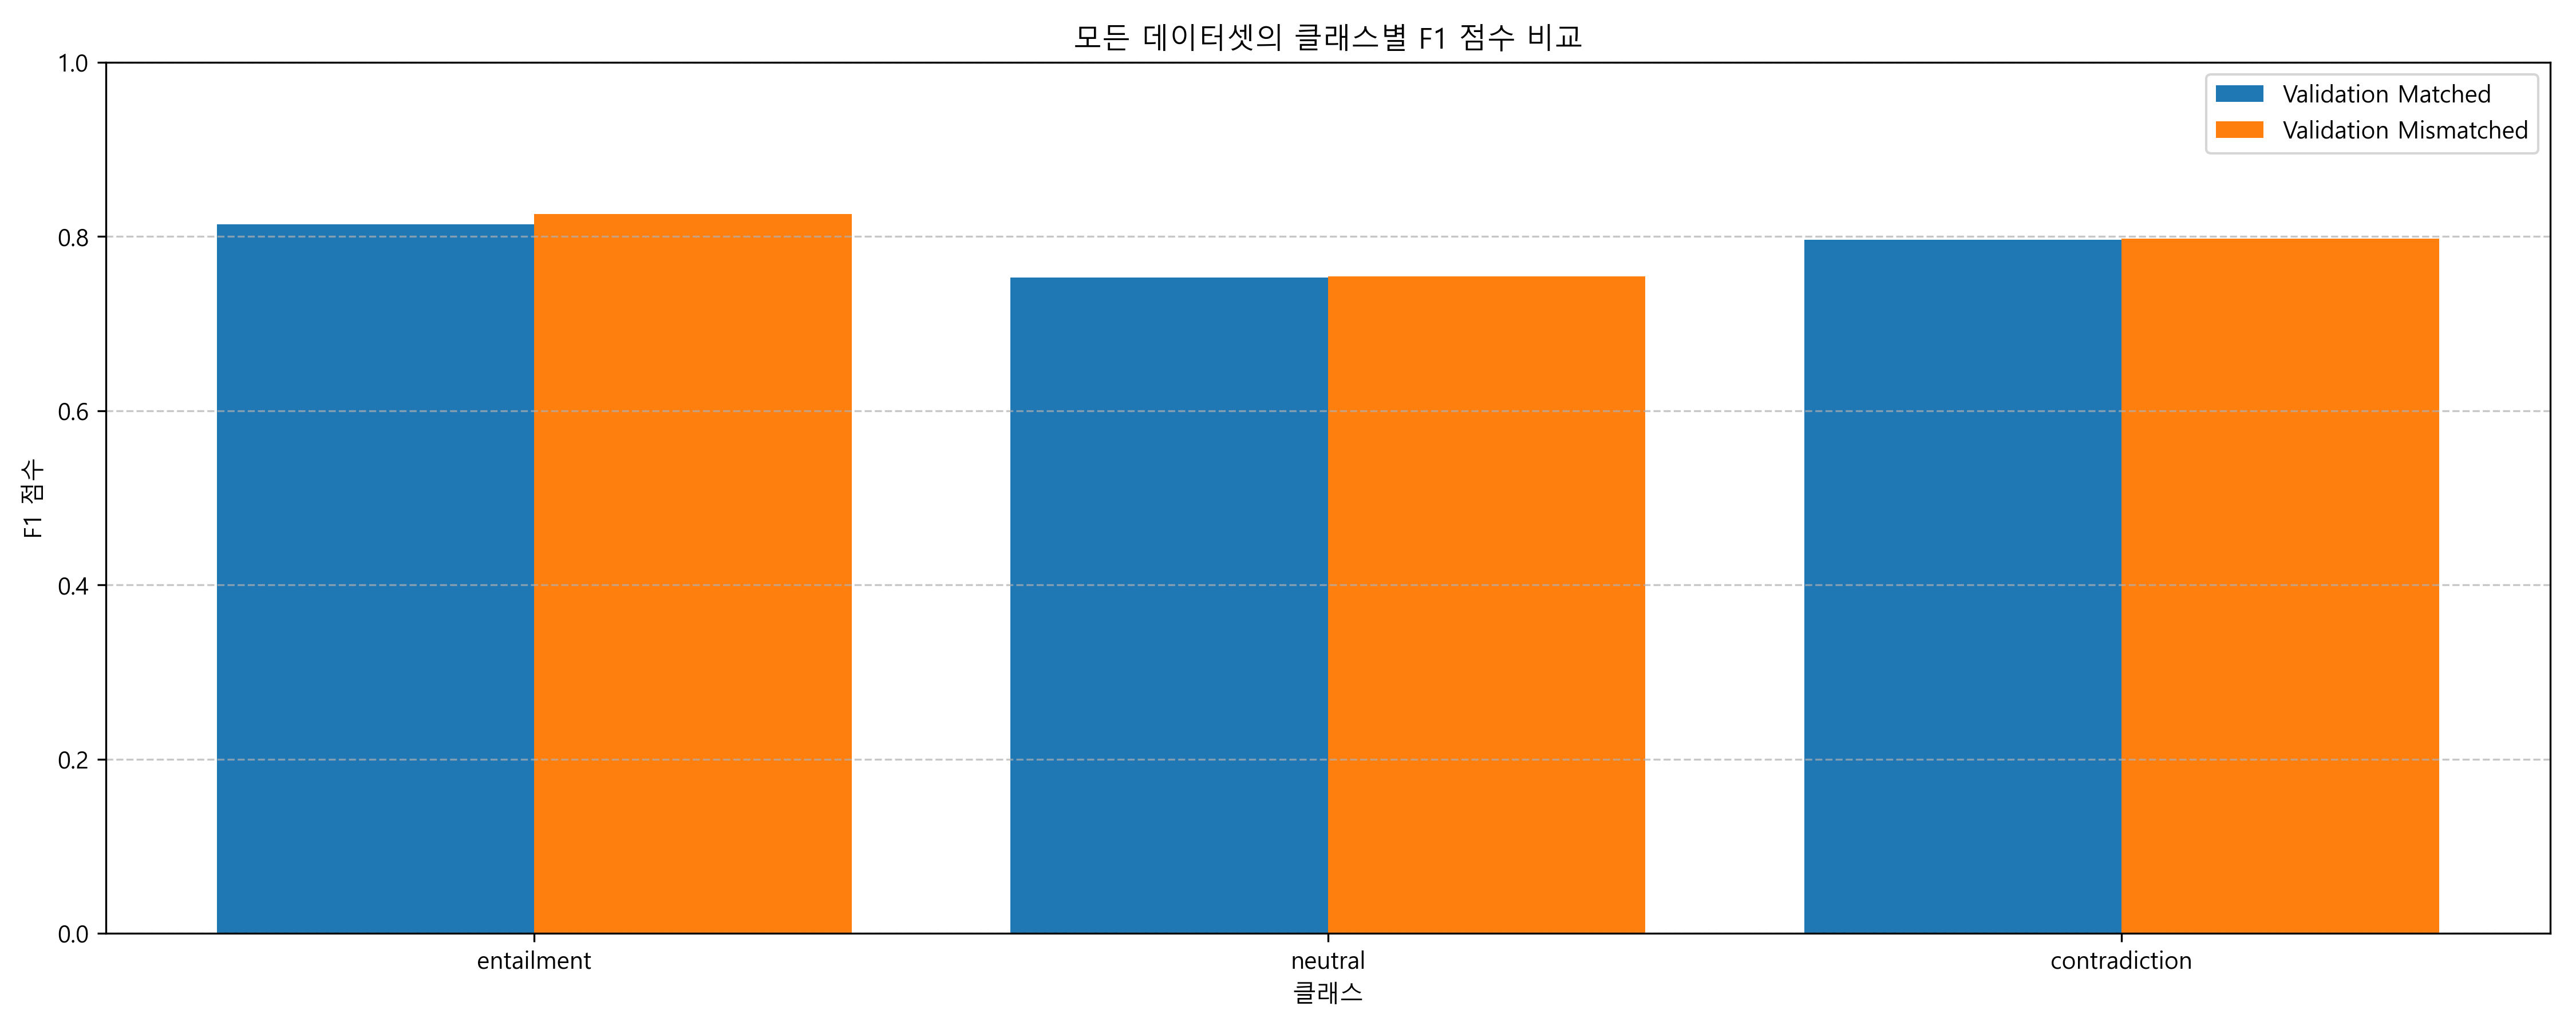 모든 데이터셋의 클래스별 F1 점수 비교
Validation Matched
Validation Mismatched
F1 점수
1.0
0.8
0.6
0.4
0.2
0.0
entailment neutral contradiction
클래스